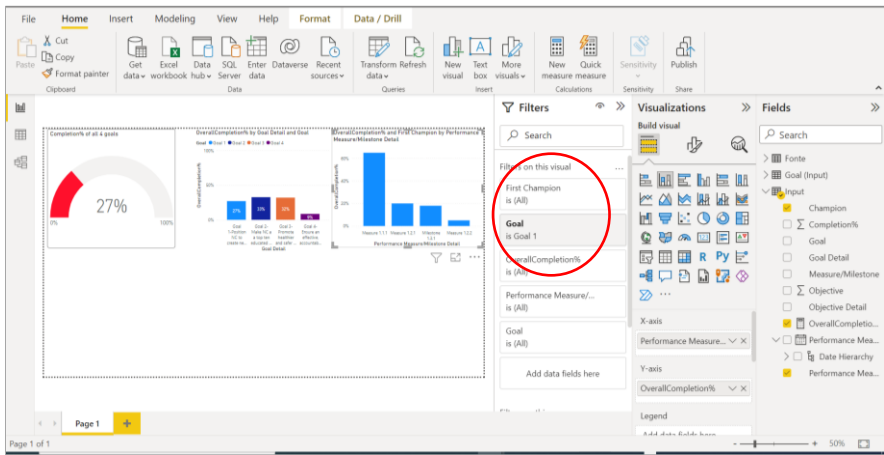 File Home Insert Modeling View Help Format Data / Drill
Paste
Cut
Copy
Format painter
Clipboard
Get data
Excel workbook
Data hub
SQL Server
Enter data
Dataverse
Recent sources
Data
Transform data
Refresh
Queries
New visual
Text box
More visuals
Insert
New measure
Quick measure
Calculations
Sensitivity
Sensitivity
Publish
Share
Completion% of all 4 goals
27%
0%
100%
OverallCompletion% by Goal Detail and Goal
Goal Goal 1 Goal 2 Goal 3 Goal 4
100%
0%
OverallCompletion%
Goal Detail
OverallCompletion% and First Champion by Performance
Measure/Milestone Detail
OverallCompletion%
60%
40%
20%
0%
Measure 1.1.1 Measure 1.2.1 Milestone Measure 1.2.2
Performance Measure/Milestone Detail
Filters
Search
Filters on this visual ...
First Champion
is (All)
Goal
is Goal 1
OverallCompletion%
is (All)
Performance Measure/...
is (All)
Goal
is (All)
Add data fields here
Visualizations
Build visual
R Py
...
X-axis
Performance Measure...
Y-axis
OverallCompletion%
Legend
Add data fields here
Fields
Search
Fonte
Goal (Input)
Input
Champion
Σ Completion%
Goal
Goal Detail
Measure/Milestone
Σ Objective
Objective Detail
OverallCompletio...
Performance Mea...
Date Hierarchy
Performance Mea...
Page 1 +
Page 1 of 1
- + 50%